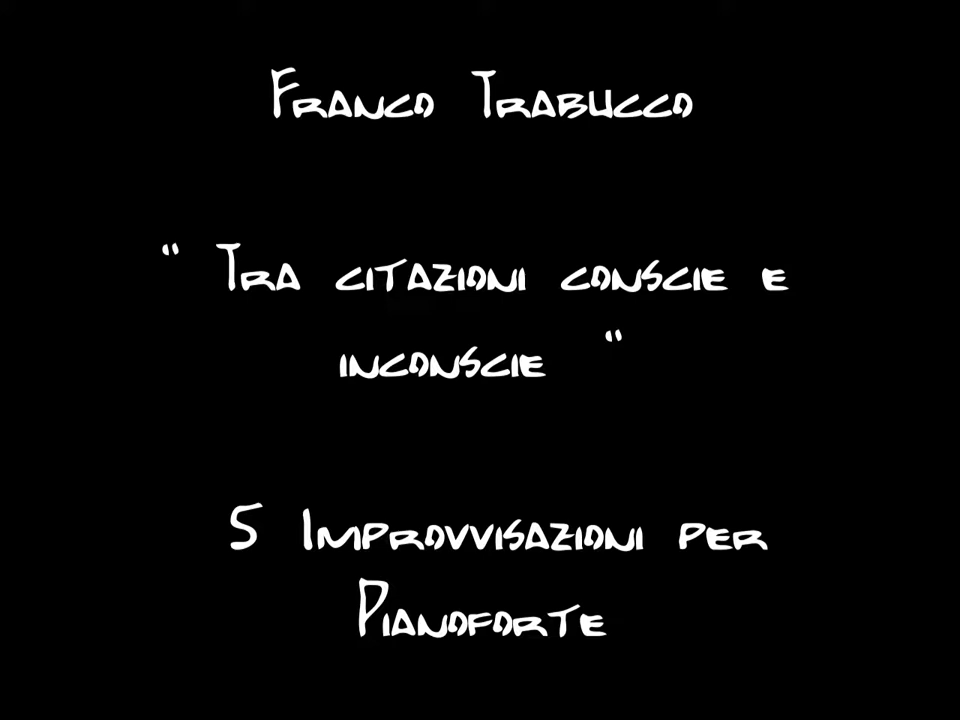 Franco Trabucco
" Tra citazioni conscie e
inconscie "
5 Improvvisazioni per
Pianoforte